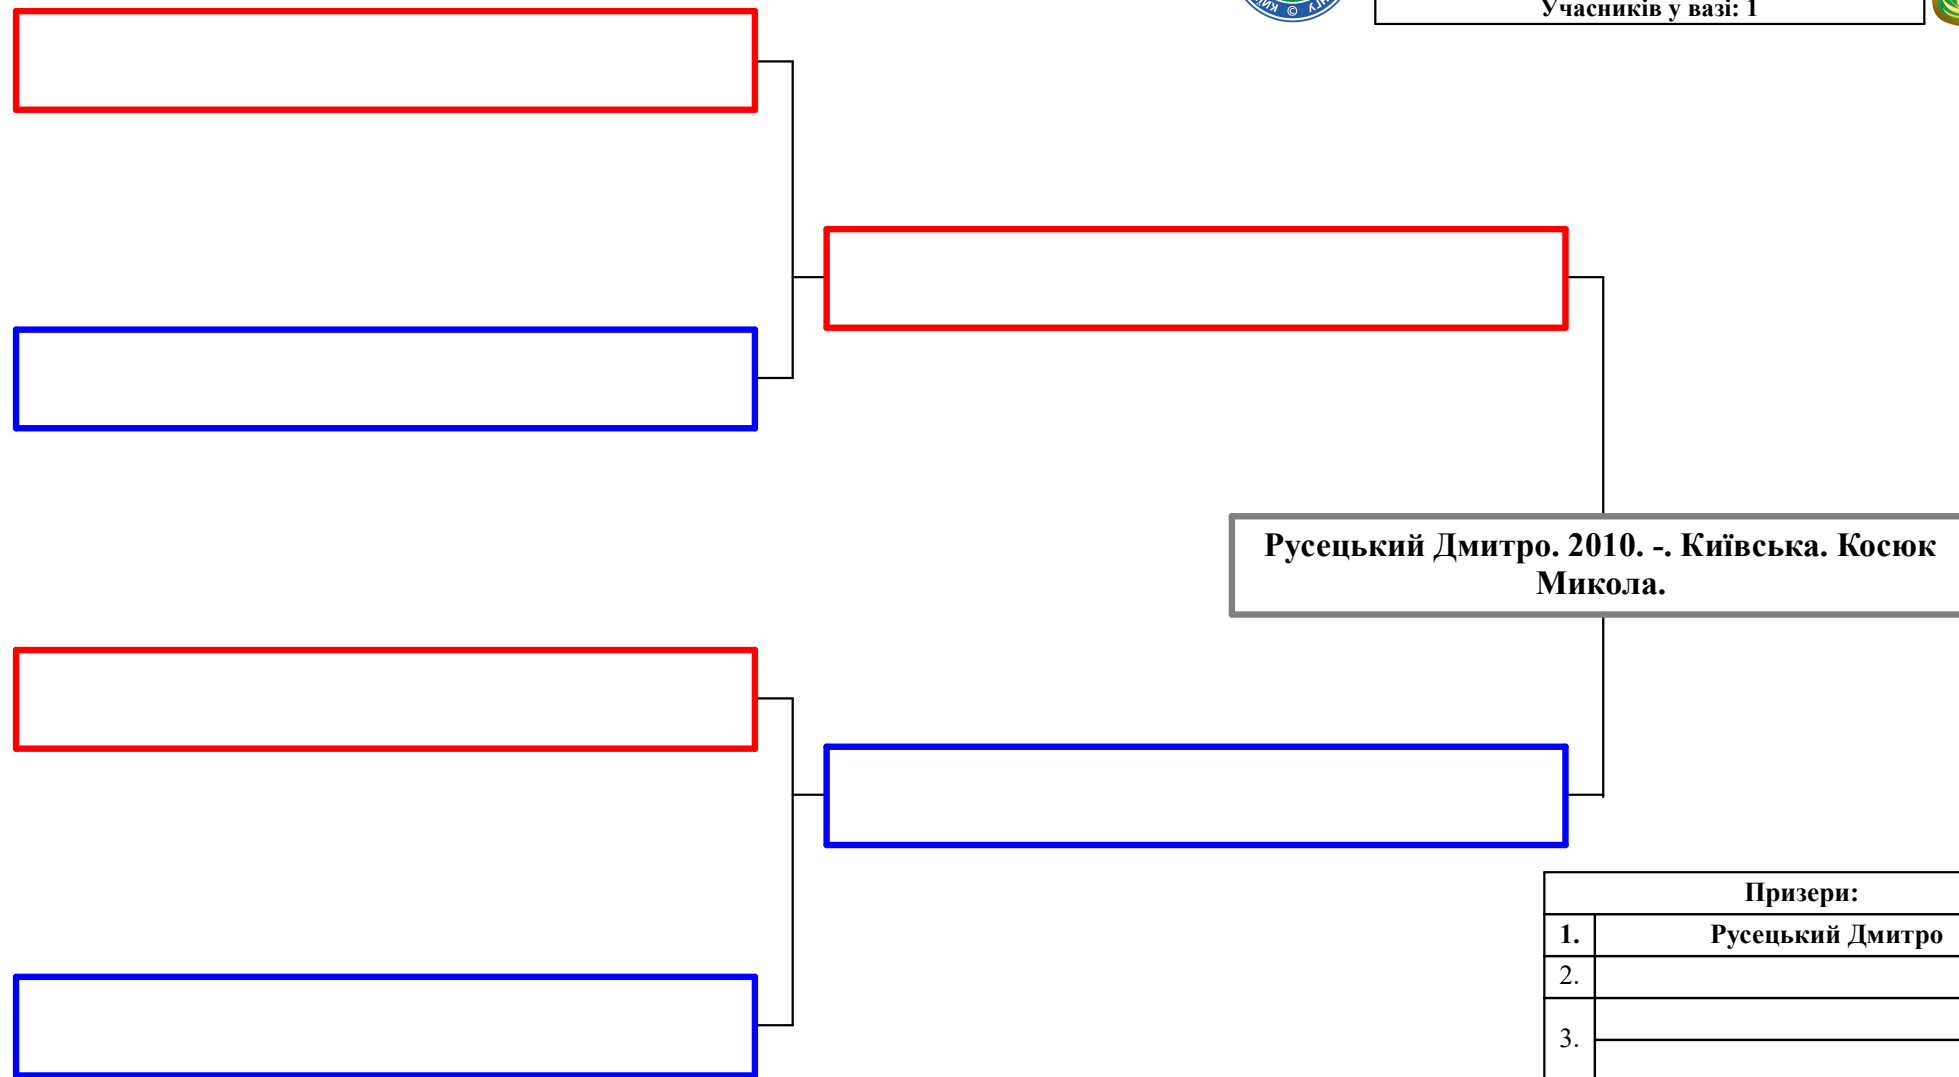 Учасників у вазі: 1
Русецький Дмитро. 2010. -. Київська. Косюк
Микола.
Призери:
1. Русецький Дмитро
2.
3.